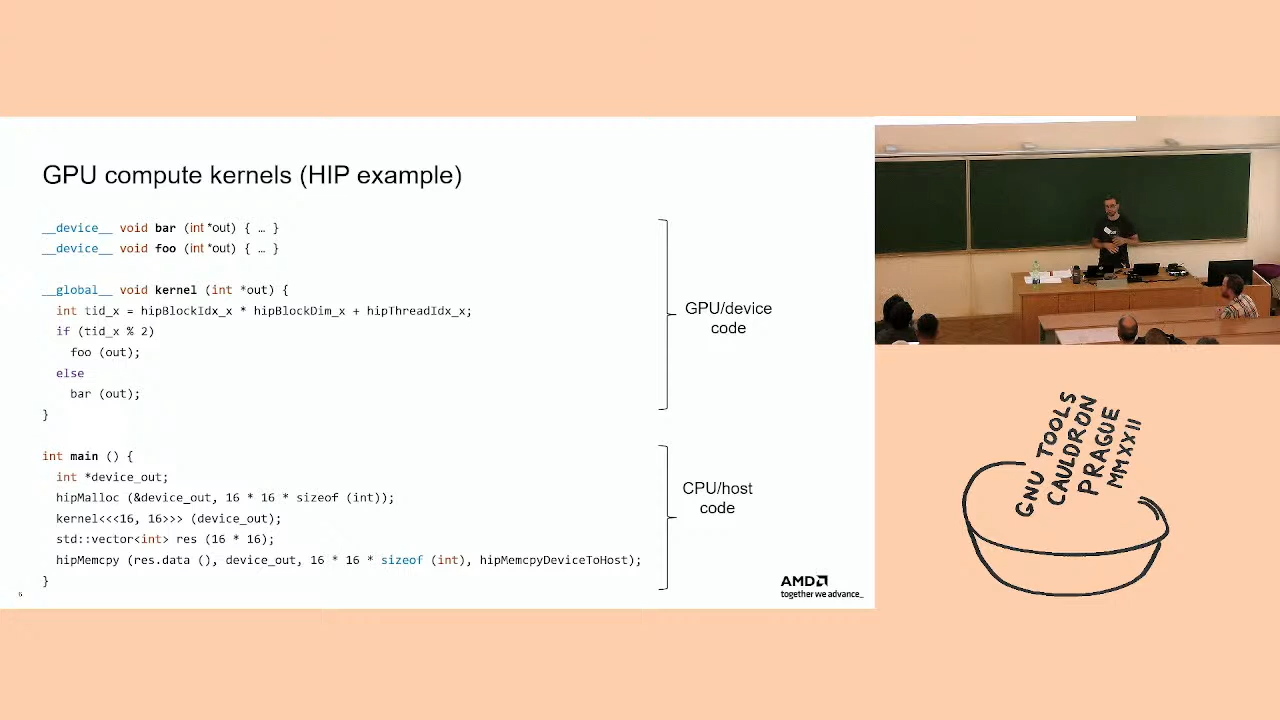 GPU compute kernels (HIP example)
__device__ void bar (int *out) { … }
__device__ void foo (int *out) { … }
__global__ void kernel (int *out) {
int tid_x = hipBlockIdx_x * hipBlockDim_x + hipThreadIdx_x;
if (tid_x % 2)
foo (out);
else
bar (out);
}
GPU/device
code
int main () {
int *device_out;
hipMalloc (&device_out, 16 * 16 * sizeof (int));
kernel<<<16, 16>>> (device_out);
std::vector<int> res (16 * 16);
hipMemcpy (res.data (), device_out, 16 * 16 * sizeof (int), hipMemcpyDeviceToHost);
}
CPU/host
code
6
AMD
together we advance_
GNU TOOLS
CAULDRON
PRAGUE
MMXXII